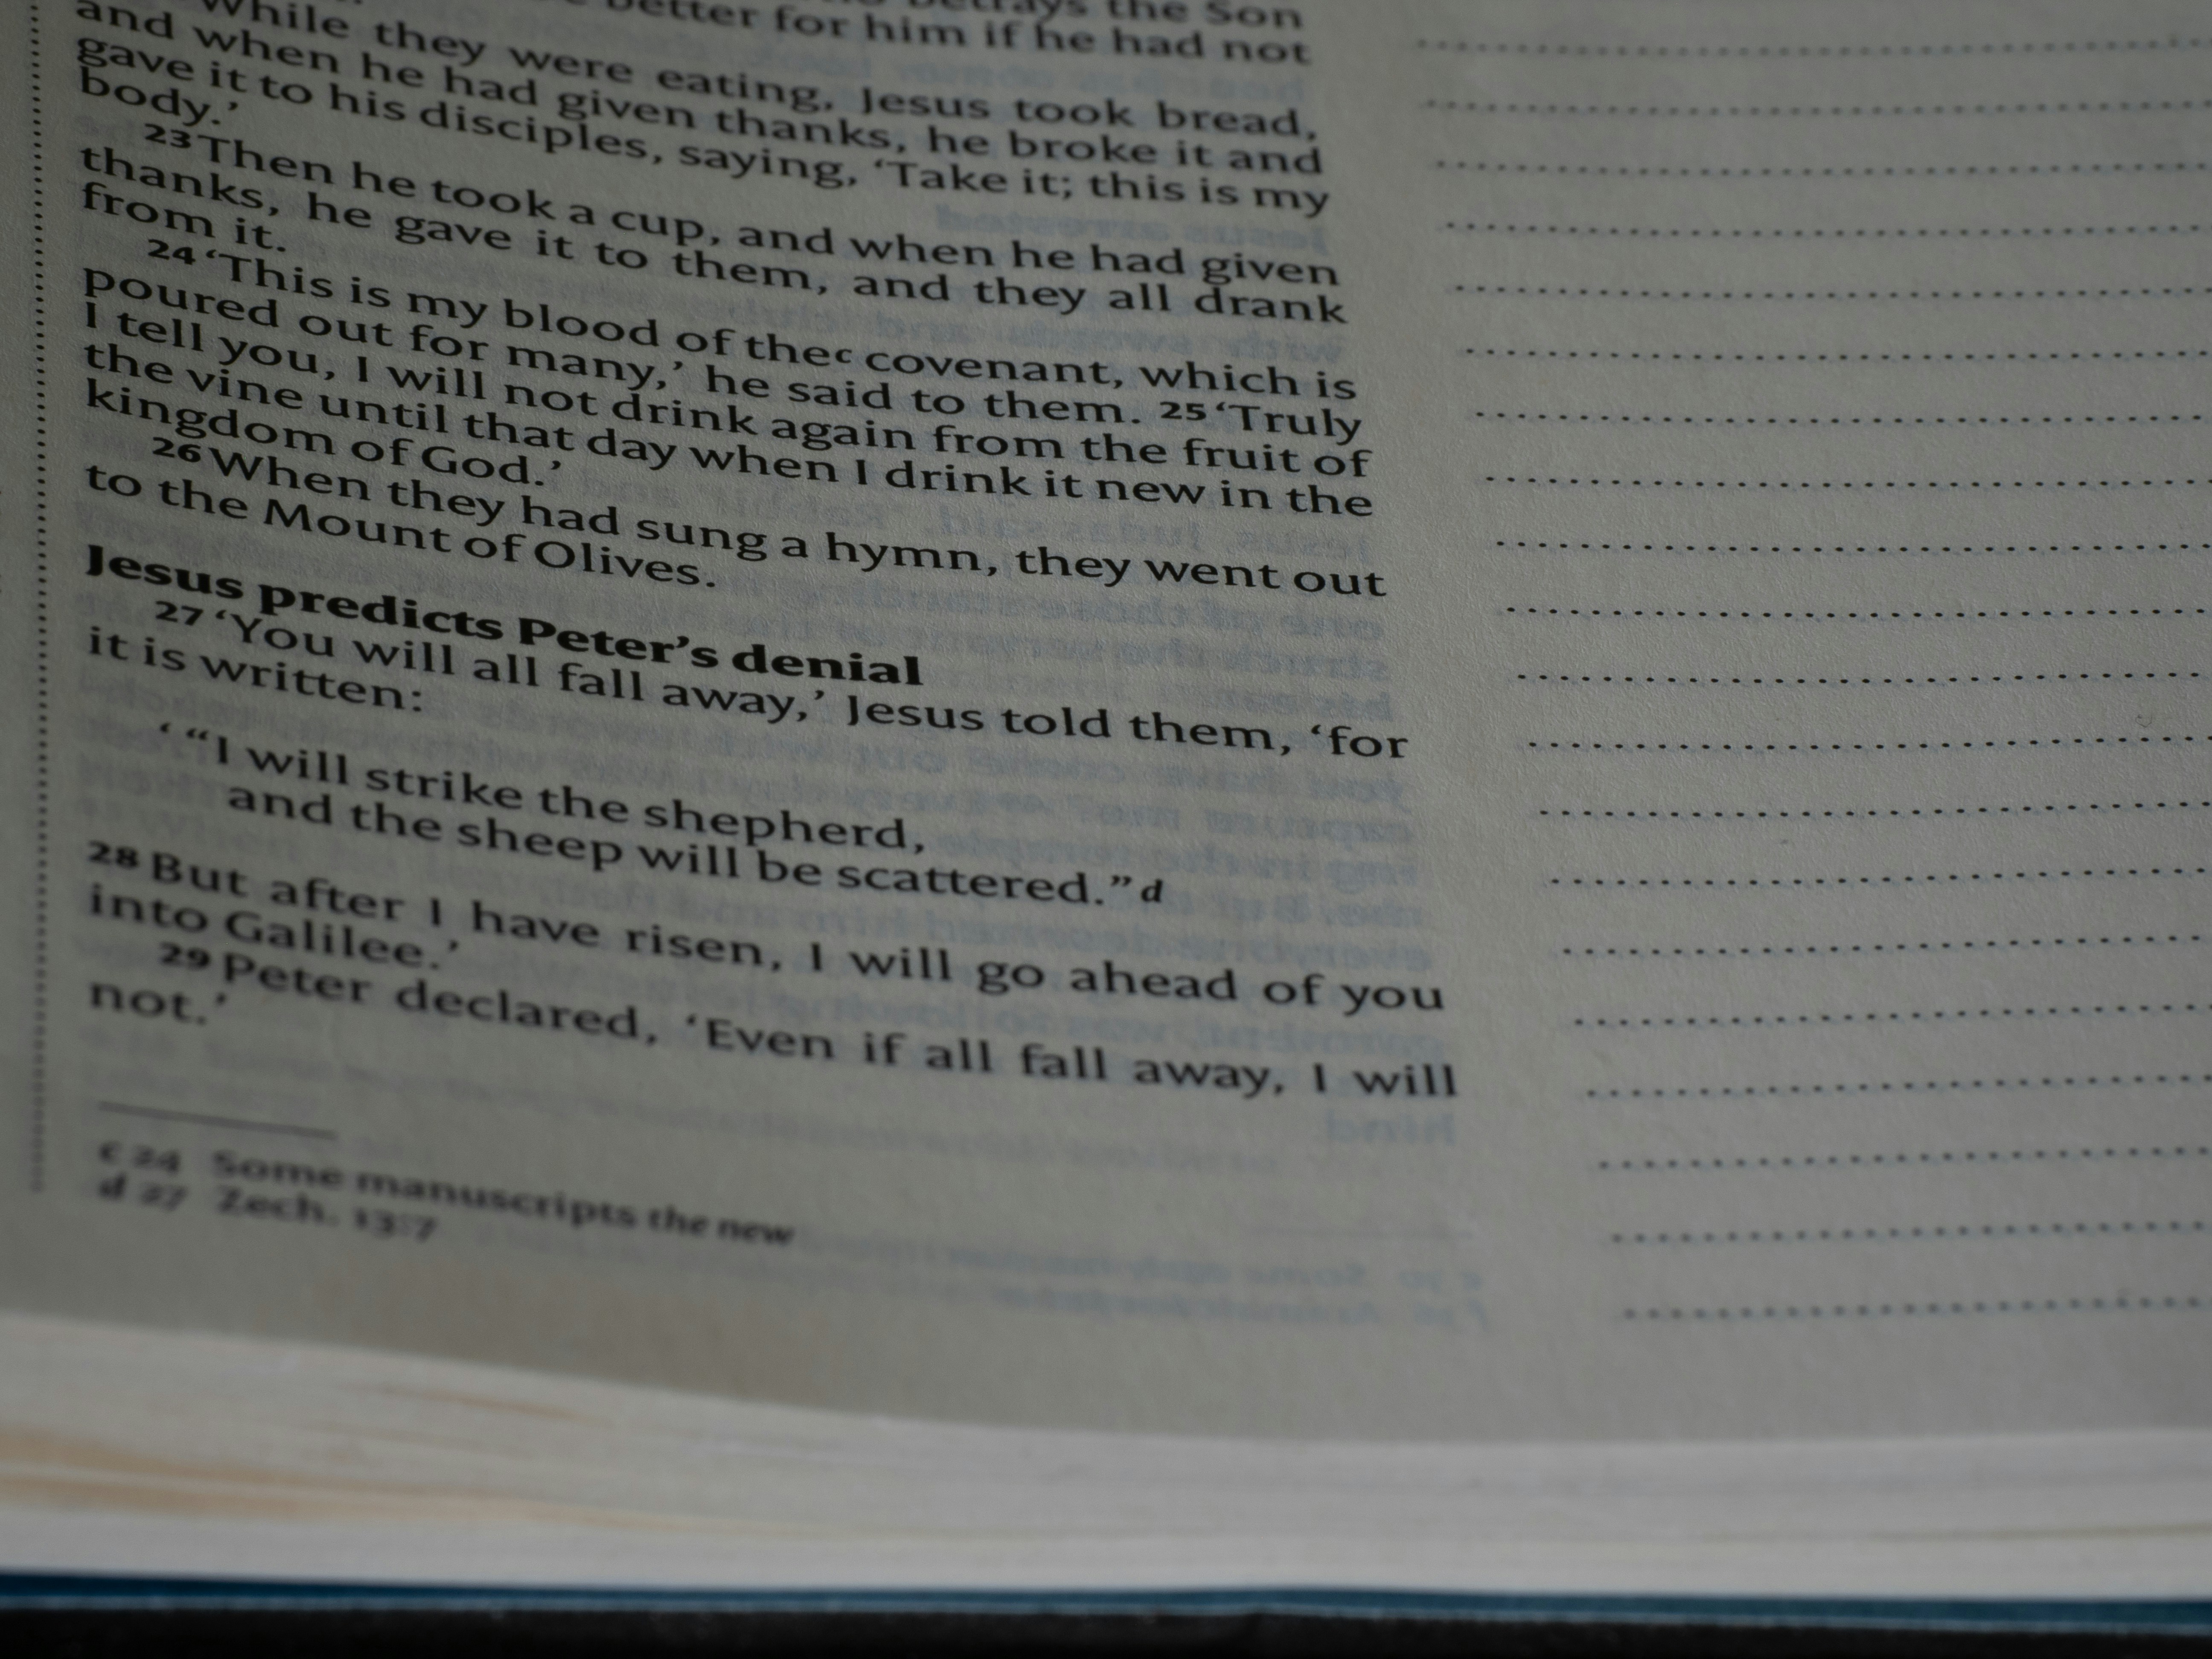 betrays the Son
better for him if he had not
While they were eating, Jesus took bread,
and when he had given thanks, he broke it and
gave it to his disciples, saying, ‘Take it; this is my
body.’
23 Then he took a cup, and when he had given
thanks, he gave it to them, and they all drank
from it.
24 ‘This is my blood of the c covenant, which is
poured out for many,’ he said to them. 25 ‘Truly
I tell you, I will not drink again from the fruit of
the vine until that day when I drink it new in the
kingdom of God.’
26 When they had sung a hymn, they went out
to the Mount of Olives.
Jesus predicts Peter’s denial
27 ‘You will all fall away,’ Jesus told them, ‘for
it is written:
‘ “I will strike the shepherd,
and the sheep will be scattered.” d
28 But after I have risen, I will go ahead of you
into Galilee.’
29 Peter declared, ‘Even if all fall away, I will
not.’
c 24 Some manuscripts the new
d 27 Zech. 13:7